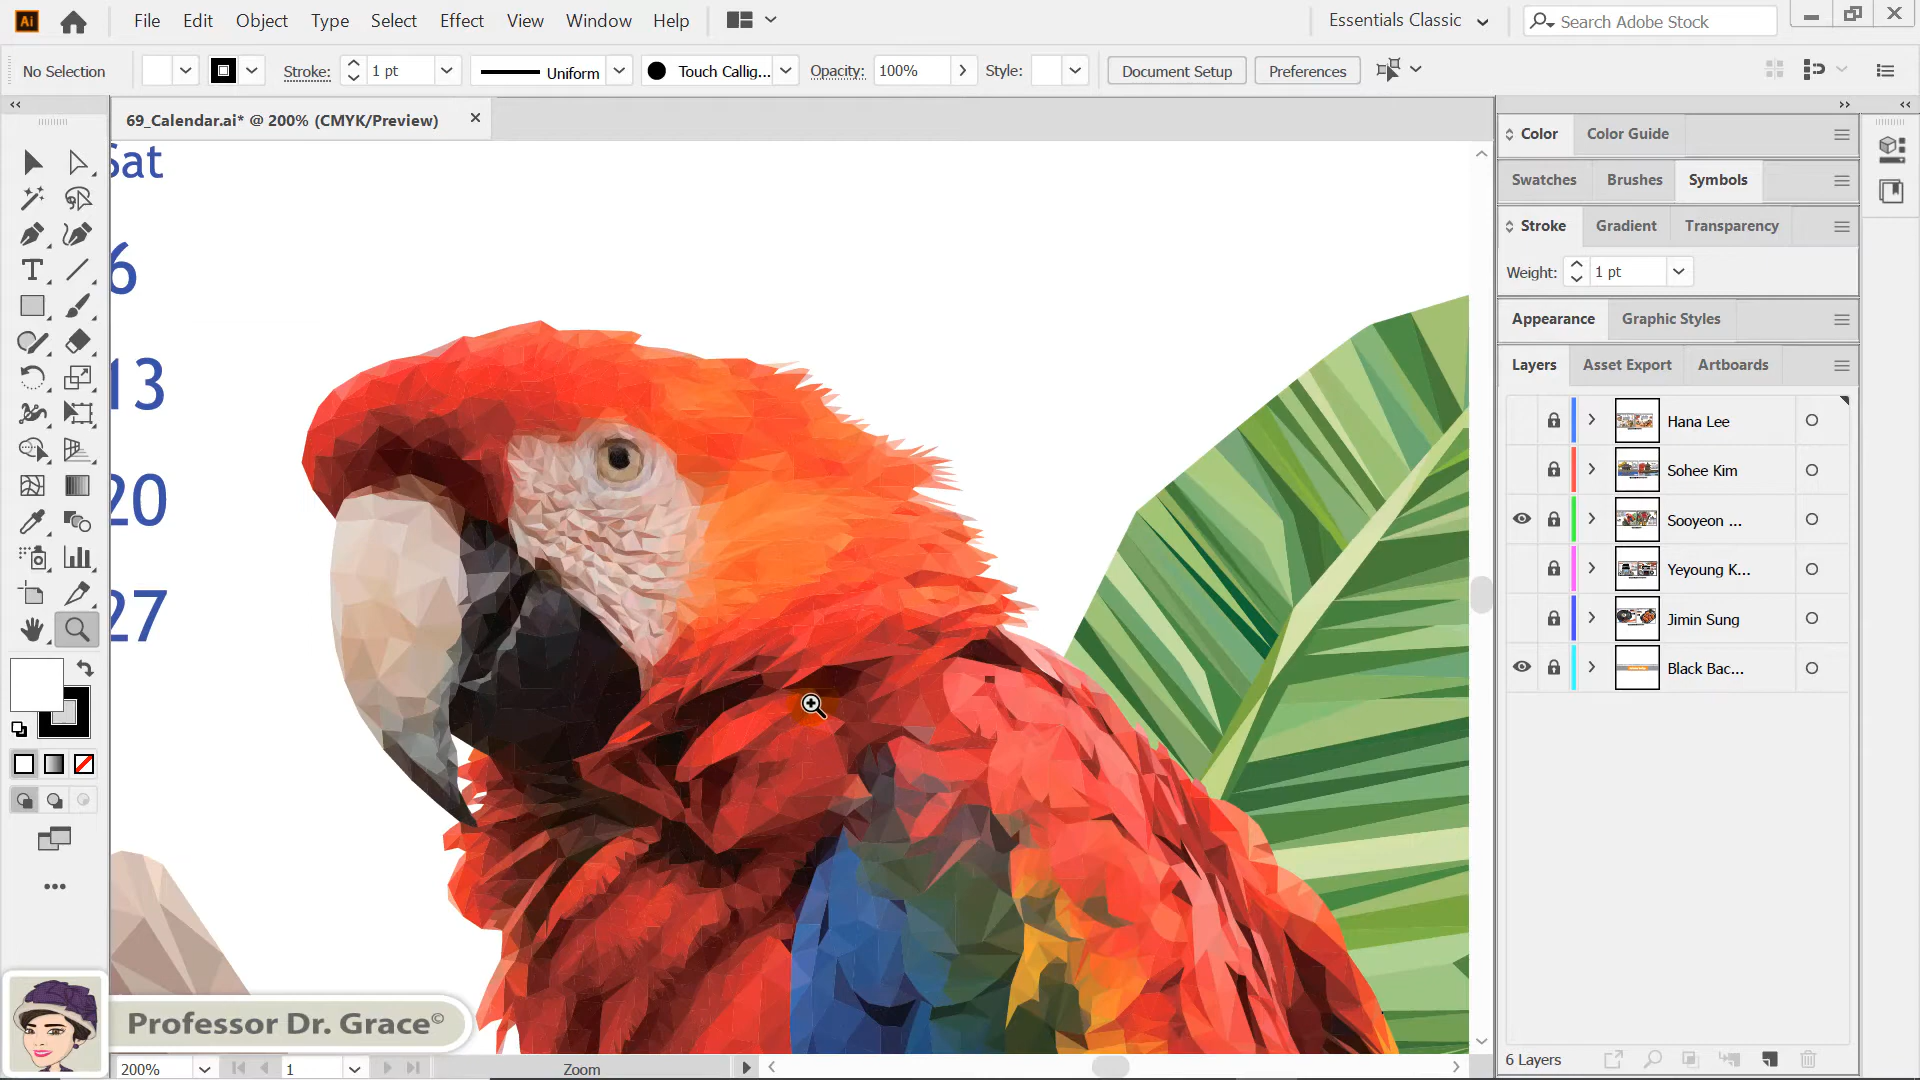 Ai File Edit Object Type Select Effect View Window Help Essentials Classic Search Adobe Stock
No Selection Stroke: 1 pt Uniform Touch Callig... Opacity: 100% Style: Document Setup Preferences
69_Calendar.ai* @ 200% (CMYK/Preview)
Sat
6
13
20
27
Color Color Guide
Swatches Brushes Symbols
Stroke Gradient Transparency
Weight: 1 pt
Appearance Graphic Styles
Layers Asset Export Artboards
Hana Lee
Sohee Kim
Sooyeon ...
Yeyoung K...
Jimin Sung
Black Bac...
6 Layers
Professor Dr. Grace©
200% 1 Zoom